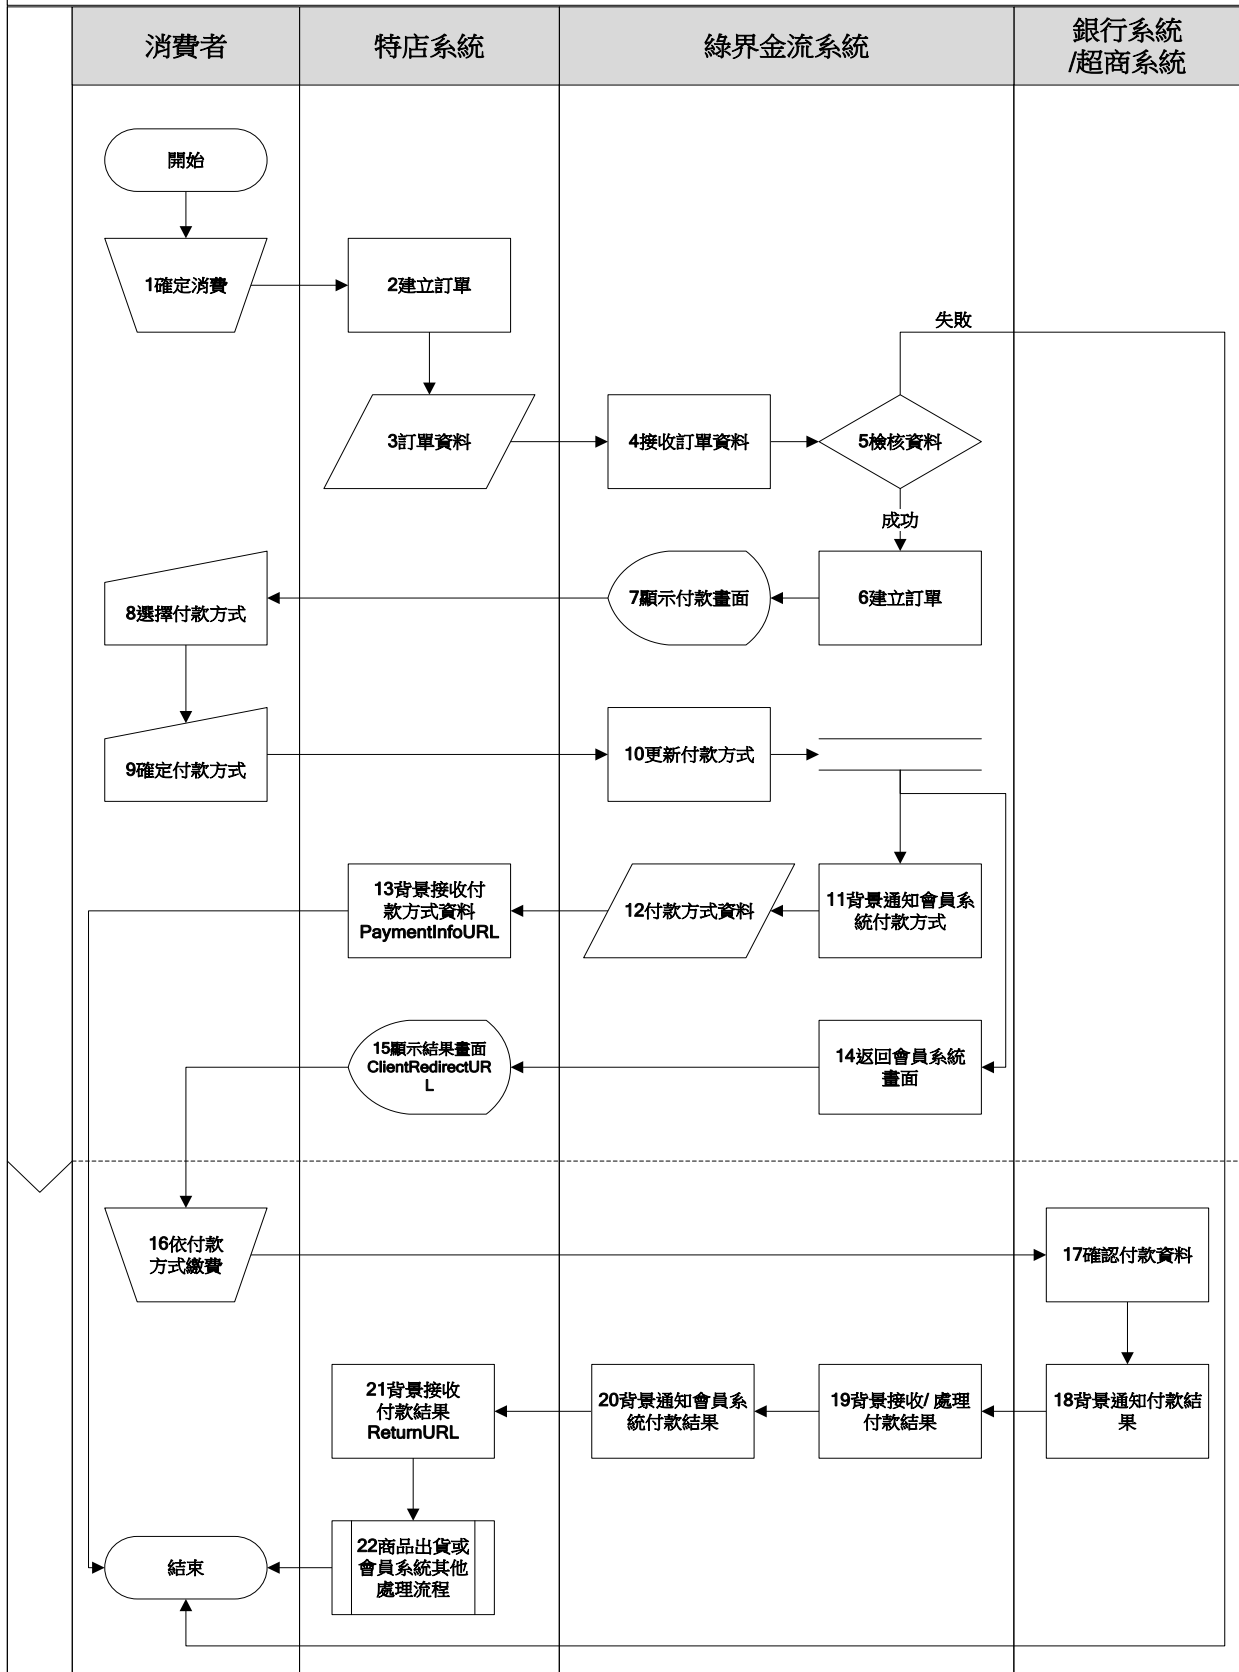 消費者
特店系統
綠界金流系統
銀行系統
/超商系統
開始
1確定消費
2建立訂單
失敗
3訂單資料
4接收訂單資料
5檢核資料
成功
8選擇付款方式
7顯示付款畫面
6建立訂單
9確定付款方式
10更新付款方式
13背景接收付
款方式資料
PaymentInfoURL
12付款方式資料
11背景通知會員系
統付款方式
15顯示結果畫面
ClientRedirectUR
L
14返回會員系統
畫面
16依付款
方式繳費
17確認付款資料
21背景接收
付款結果
ReturnURL
20背景通知會員系
統付款結果
19背景接收/ 處理
付款結果
18背景通知付款結
果
結束
22商品出貨或
會員系統其他
處理流程